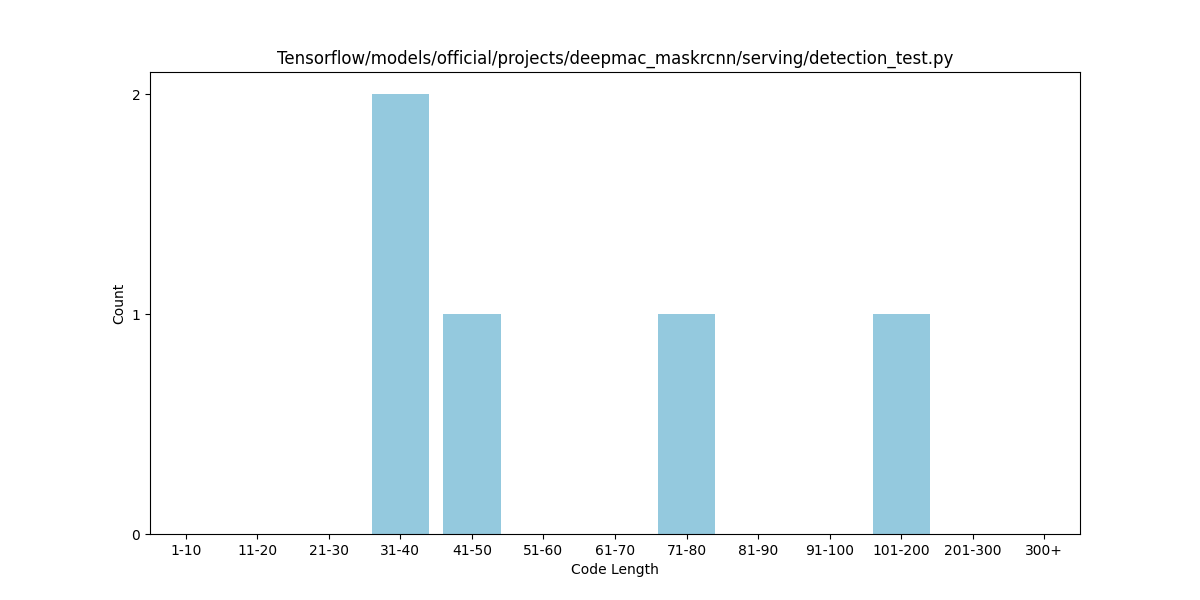 Tensorflow/models/official/projects/deepmac_maskrcnn/serving/detection_test.py
2
1
0
Count
1-10 11-20 21-30 31-40 41-50 51-60 61-70 71-80 81-90 91-100 101-200 201-300 300+
Code Length